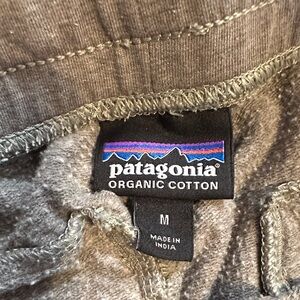 patagonia®
ORGANIC COTTON
M
MADE IN
INDIA